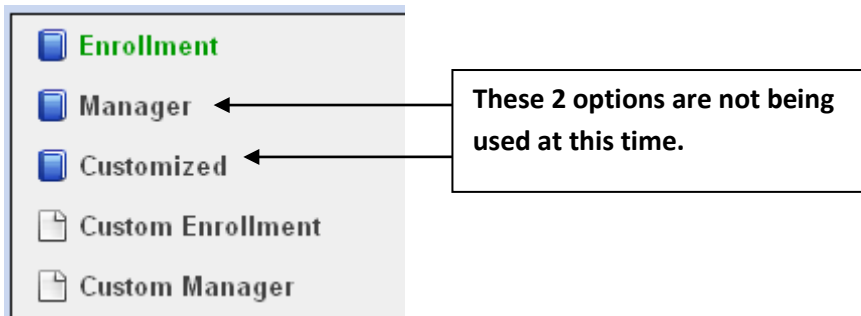 Enrollment
Manager
Customized
Custom Enrollment
Custom Manager
These 2 options are not being
used at this time.